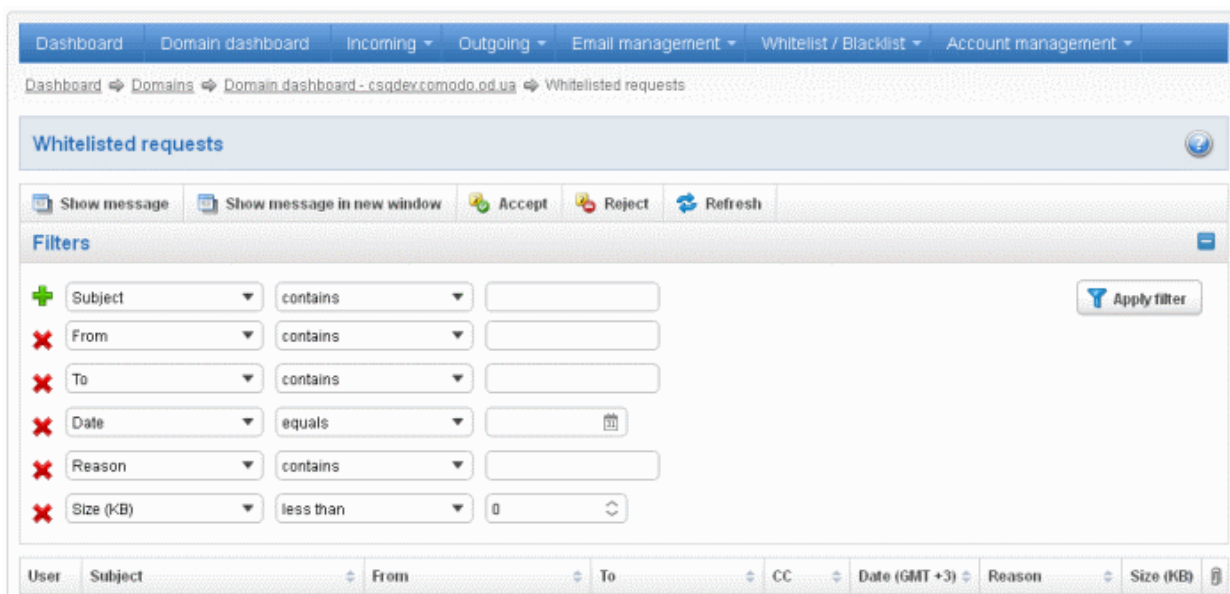 Dashboard Domain dashboard Incoming Outgoing Email management Whitelist / Blacklist Account management
Dashboard Domains Domain dashboard - csqdev.comodo.od.ua Whitelisted requests
Whitelisted requests
Show message Show message in new window Accept Reject Refresh
Filters
Subject contains Apply filter
From contains
To contains
Date equals 31
Reason contains
Size (KB) less than 0
User Subject From To CC Date (GMT +3) Reason Size (KB)